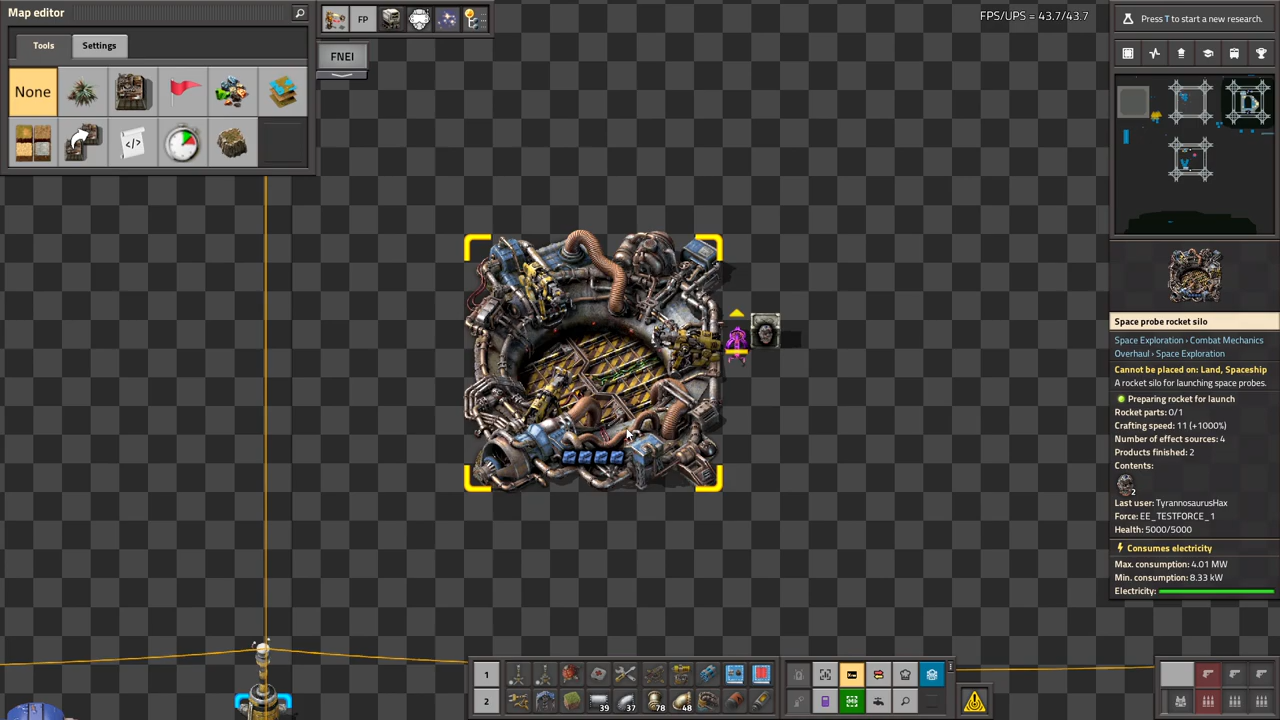 Map editor
Tools
Settings
None
FP
FNEI
FPS/UPS = 43.7/43.7
Press T to start a new research.
Space probe rocket silo
Space Exploration › Combat Mechanics
Overhaul › Space Exploration
Cannot be placed on: Land, Spaceship
A rocket silo for launching space probes.
Preparing rocket for launch
Rocket parts: 0/1
Crafting speed: 11 (+1000%)
Number of effect sources: 4
Products finished: 2
Contents:
2
Last user: TyrannosaurusHax
Force: EE_TESTFORCE_1
Health: 5000/5000
Consumes electricity
Max. consumption: 4.01 MW
Min. consumption: 8.33 kW
Electricity:
1
2
39
37
78
48